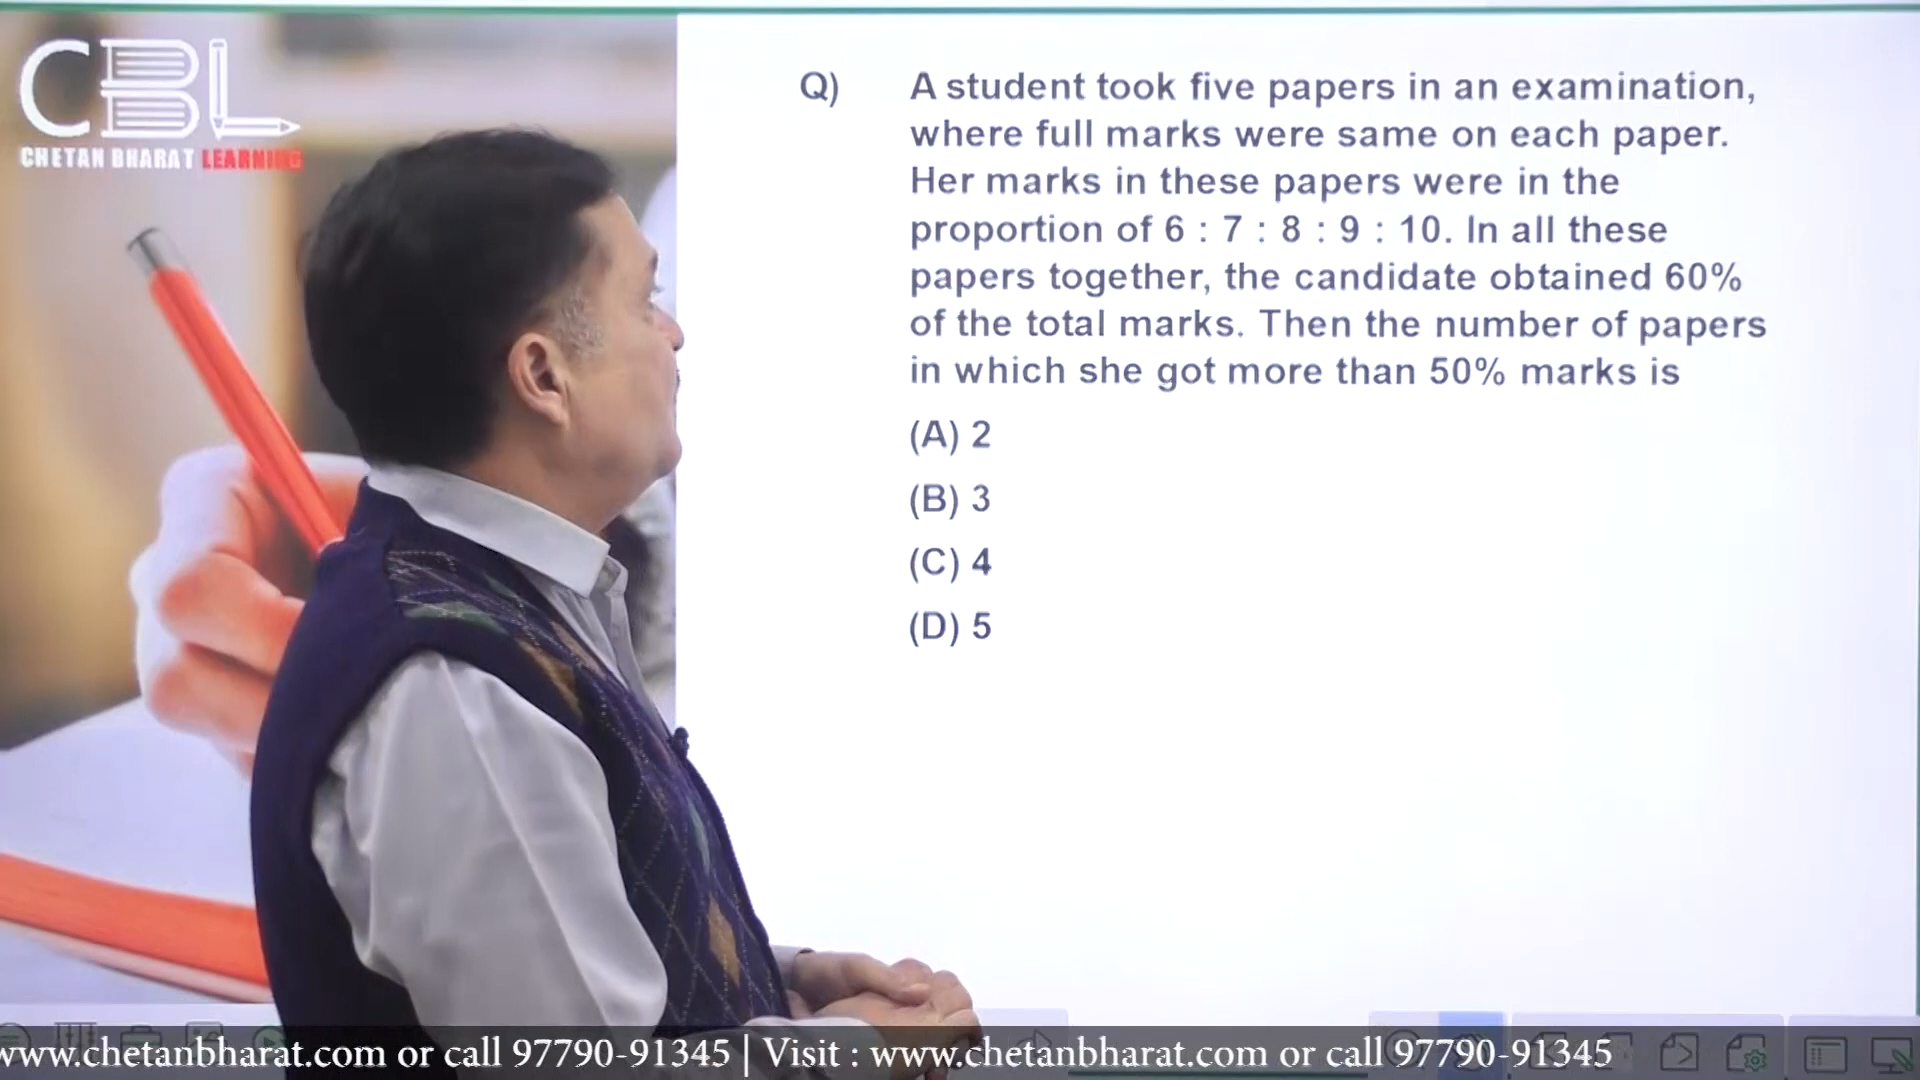 CBL
CHETAN BHARAT LEARNING
Q) A student took five papers in an examination,
where full marks were same on each paper.
Her marks in these papers were in the
proportion of 6 : 7 : 8 : 9 : 10. In all these
papers together, the candidate obtained 60%
of the total marks. Then the number of papers
in which she got more than 50% marks is
(A) 2
(B) 3
(C) 4
(D) 5
www.chetanbharat.com or call 97790-91345 | Visit : www.chetanbharat.com or call 97790-91345